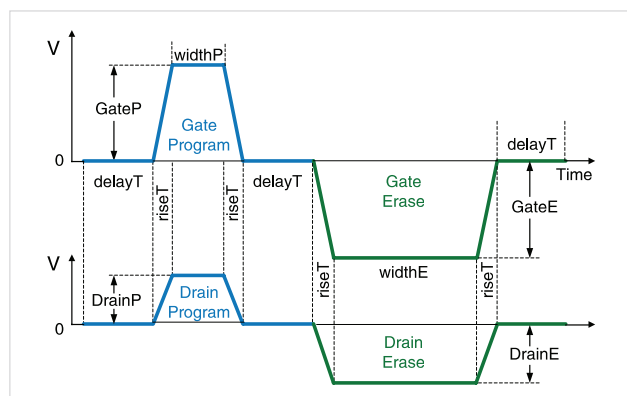 V
widthP
GateP
Gate
Program
delayT
0
delayT
riseT
riseT
delayT
Gate
Erase
Time
GateE
V
riseT
widthE
riseT
DrainP
Drain
Program
0
Drain
Erase
DrainE